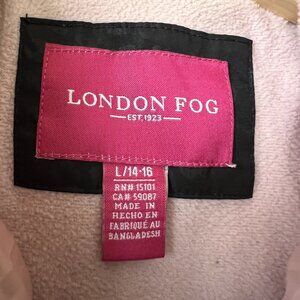 LONDON FOG
EST. 1923
L/14-16
RN# 15101
CA# 59087
MADE IN
HECHO EN
FABRIQUÉ AU
BANGLADESH